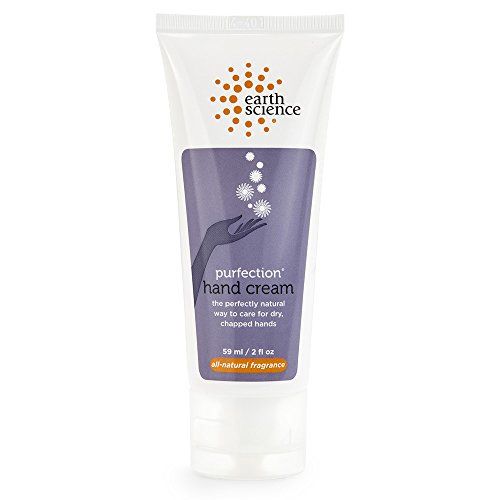 earth
science
purfection®
hand cream
the perfectly natural
way to care for dry,
chapped hands
59 ml / 2 fl oz
all-natural fragrance